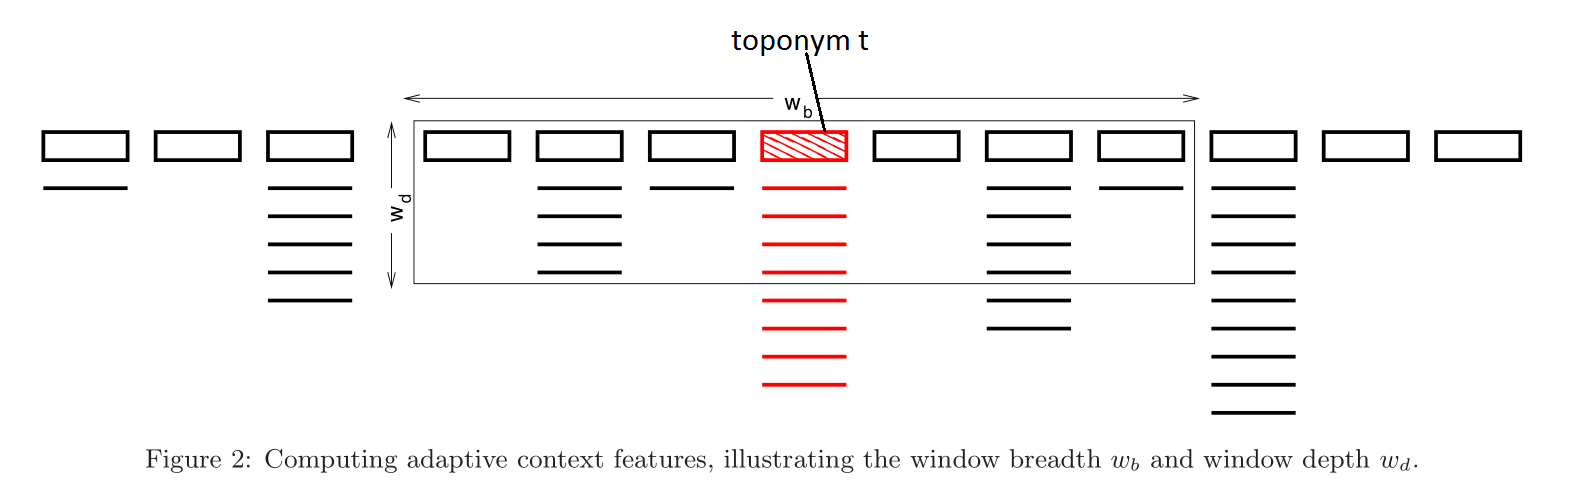 toponym t
w_b
w_d
Figure 2: Computing adaptive context features, illustrating the window breadth w_b and window depth w_d.